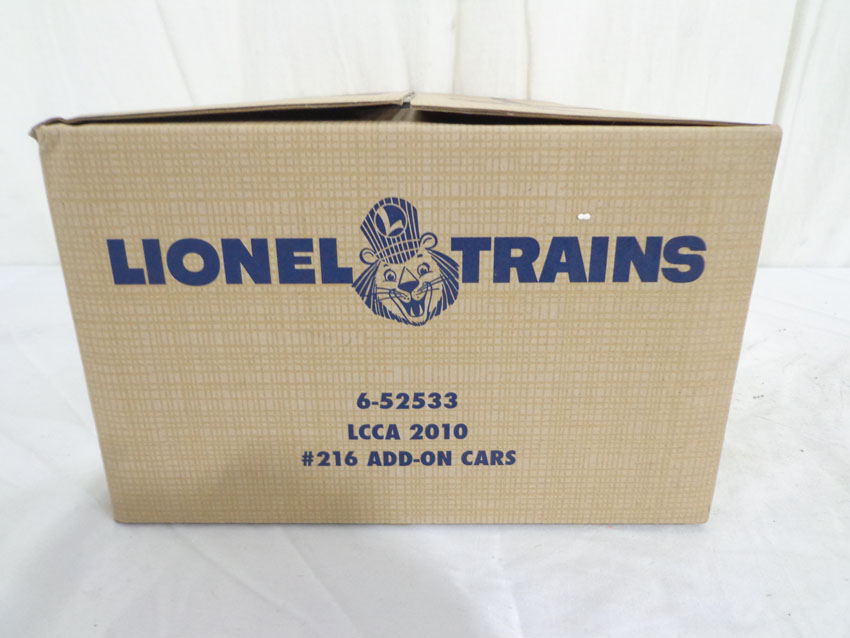 LIONEL TRAINS
L
6-52533
LCCA 2010
#216 ADD-ON CARS